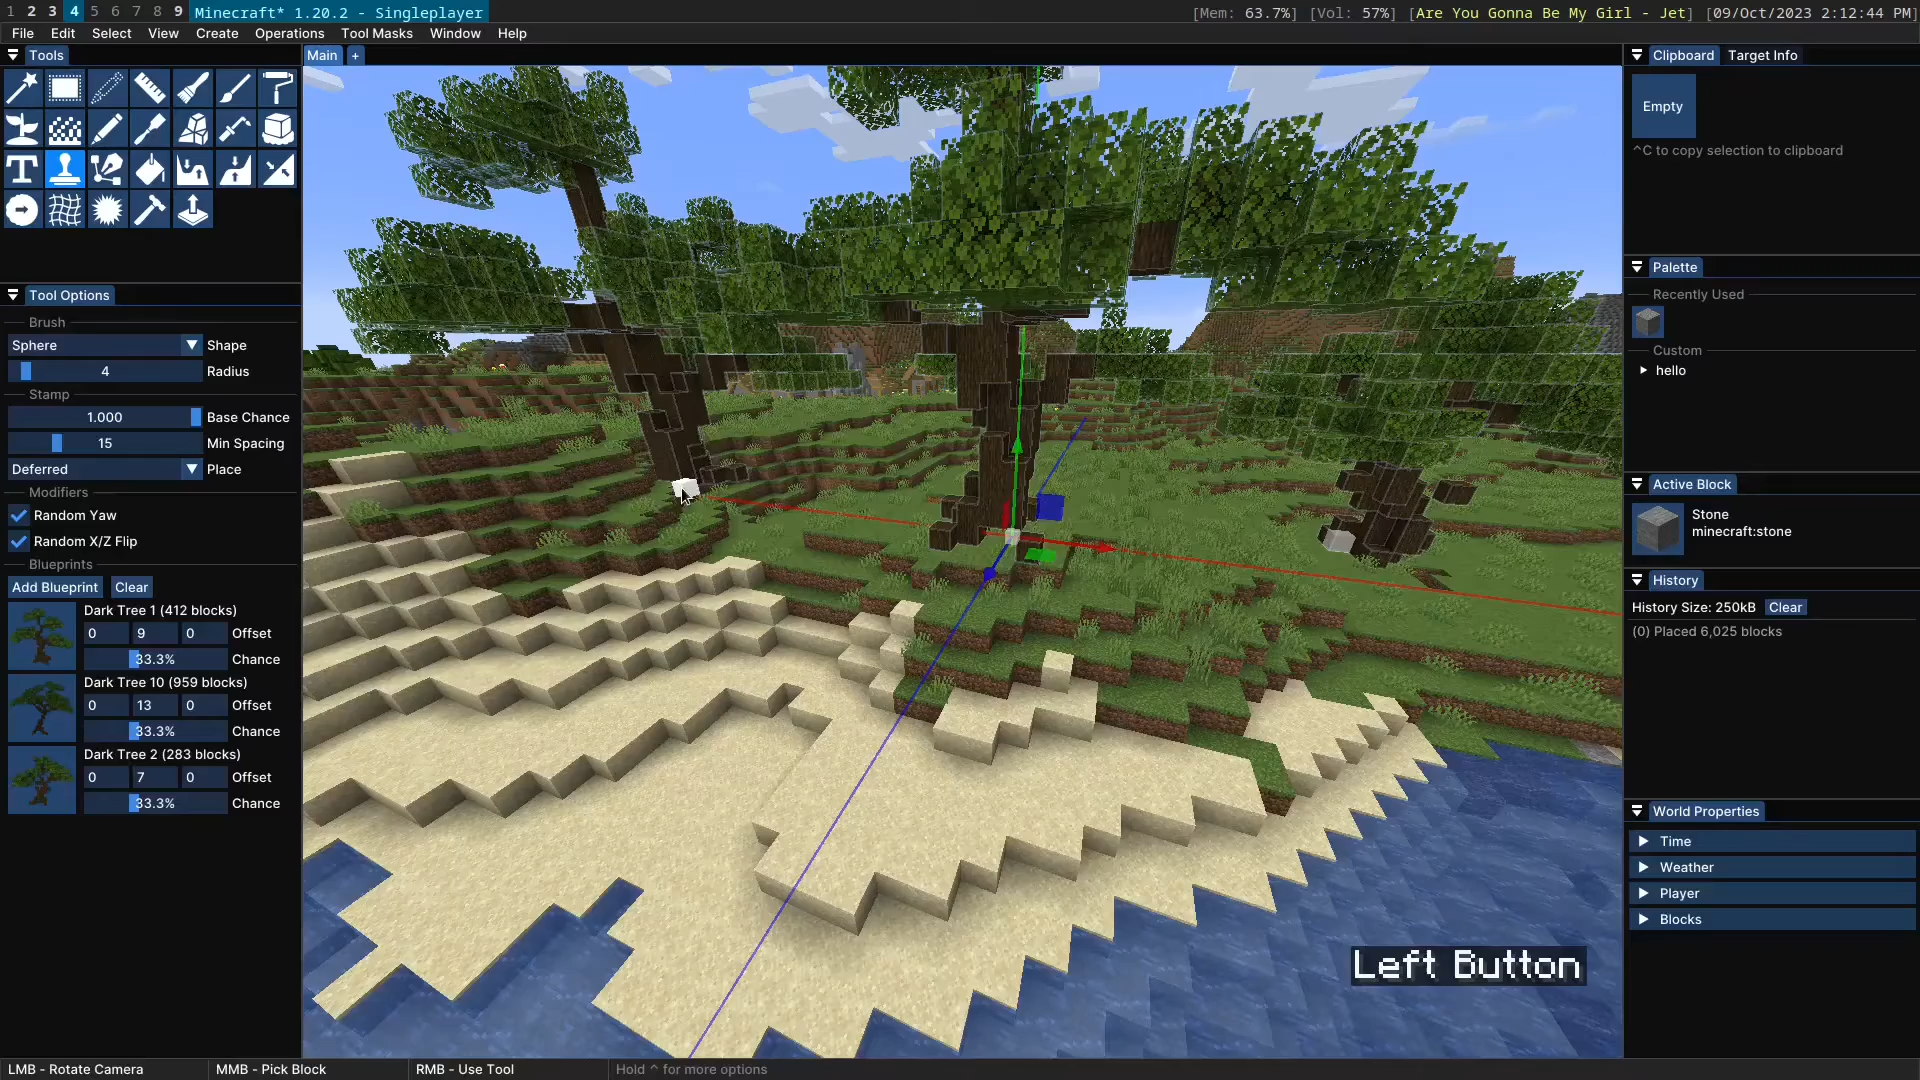 1 2 3 4 5 6 7 8 9 Minecraft* 1.20.2 - Singleplayer [Mem: 63.7%] [Vol: 57%] [Are You Gonna Be My Girl - Jet] [09/Oct/2023 2:12:44 PM]
File Edit Select View Create Operations Tool Masks Window Help
Tools
Main +
Clipboard Target Info
Empty
^C to copy selection to clipboard
Tool Options
Brush
Sphere Shape
4 Radius
Stamp
1.000 Base Chance
15 Min Spacing
Deferred Place
Modifiers
Random Yaw
Random X/Z Flip
Blueprints
Add Blueprint Clear
Dark Tree 1 (412 blocks)
0 9 0 Offset
33.3% Chance
Dark Tree 10 (959 blocks)
0 13 0 Offset
33.3% Chance
Dark Tree 2 (283 blocks)
0 7 0 Offset
33.3% Chance
Palette
Recently Used
Custom
hello
Active Block
Stone
minecraft:stone
History
History Size: 250kB Clear
(0) Placed 6,025 blocks
World Properties
Time
Weather
Player
Blocks
Left Button
LMB - Rotate Camera MMB - Pick Block RMB - Use Tool Hold ^ for more options